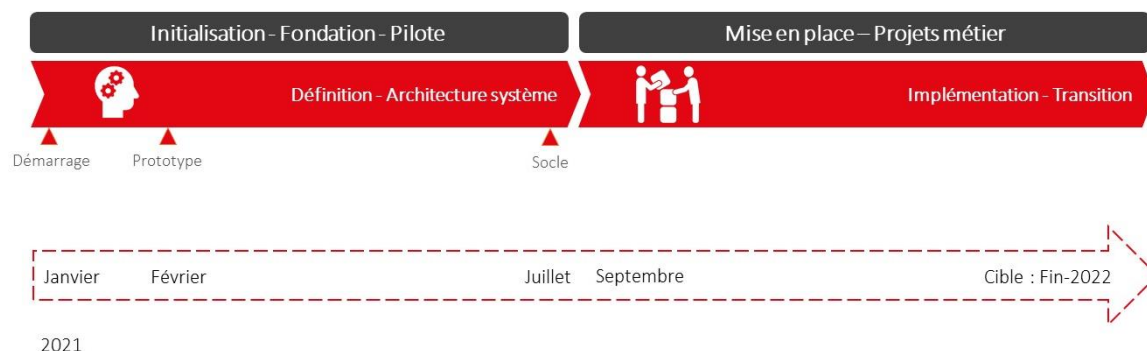 Initialisation - Fondation - Pilote
Mise en place – Projets métier
Définition - Architecture système
Implémentation - Transition
Démarrage
Prototype
Socle
Janvier
Février
Juillet
Septembre
Cible : Fin-2022
2021